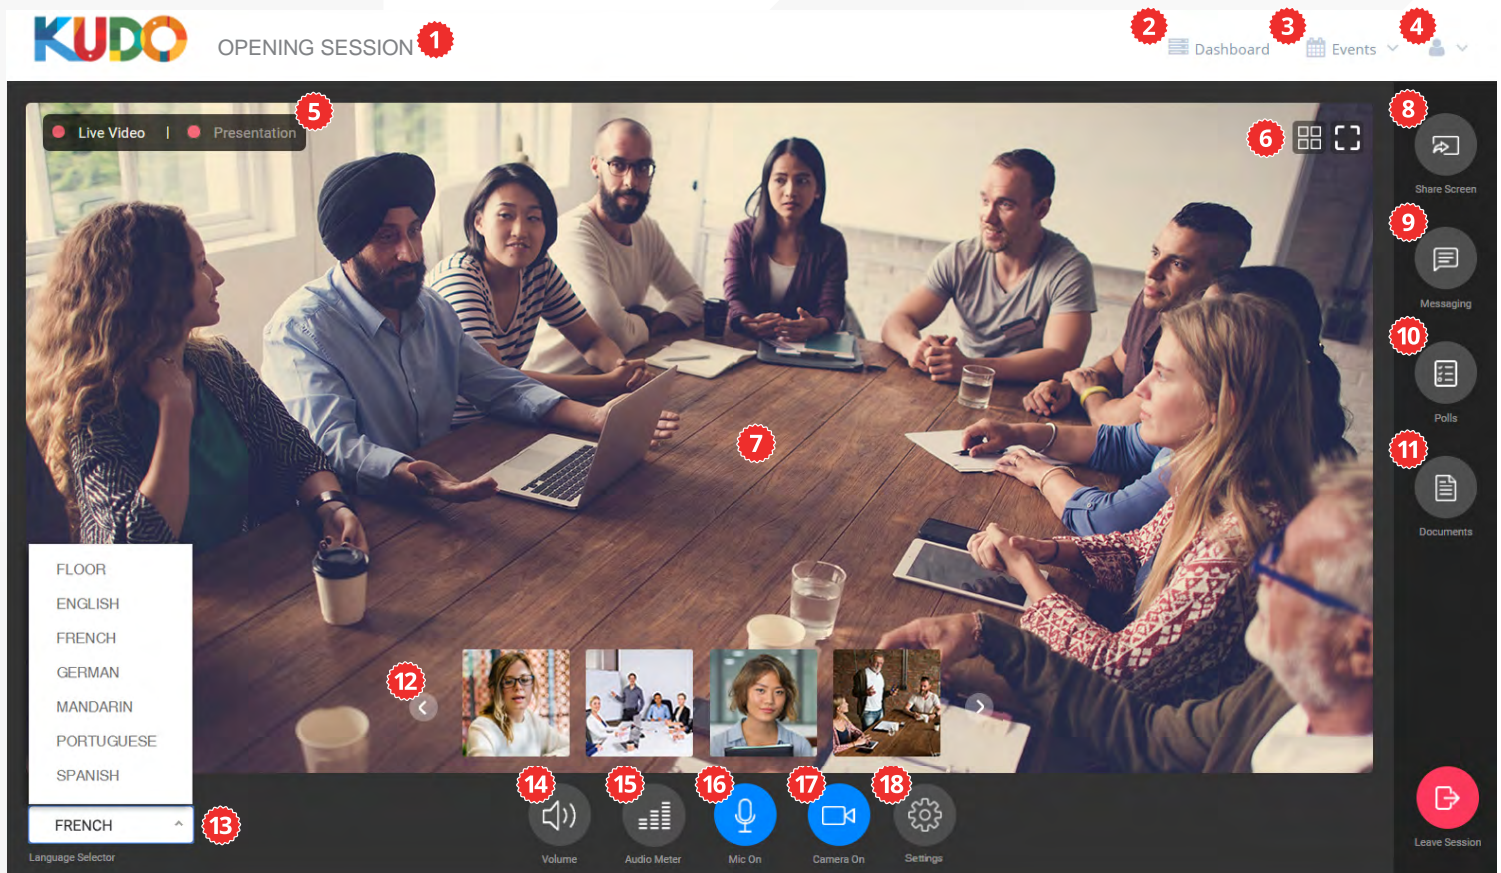 KUDO
OPENING SESSION
1
2
Dashboard
3
Events
4
5
Live Video | Presentation
6
7
8
Share Screen
9
Messaging
10
Polls
11
Documents
FLOOR
ENGLISH
FRENCH
GERMAN
MANDARIN
PORTUGUESE
SPANISH
12
FRENCH
13
Language Selector
14
Volume
15
Audio Meter
16
Mic On
17
Camera On
18
Settings
Leave Session